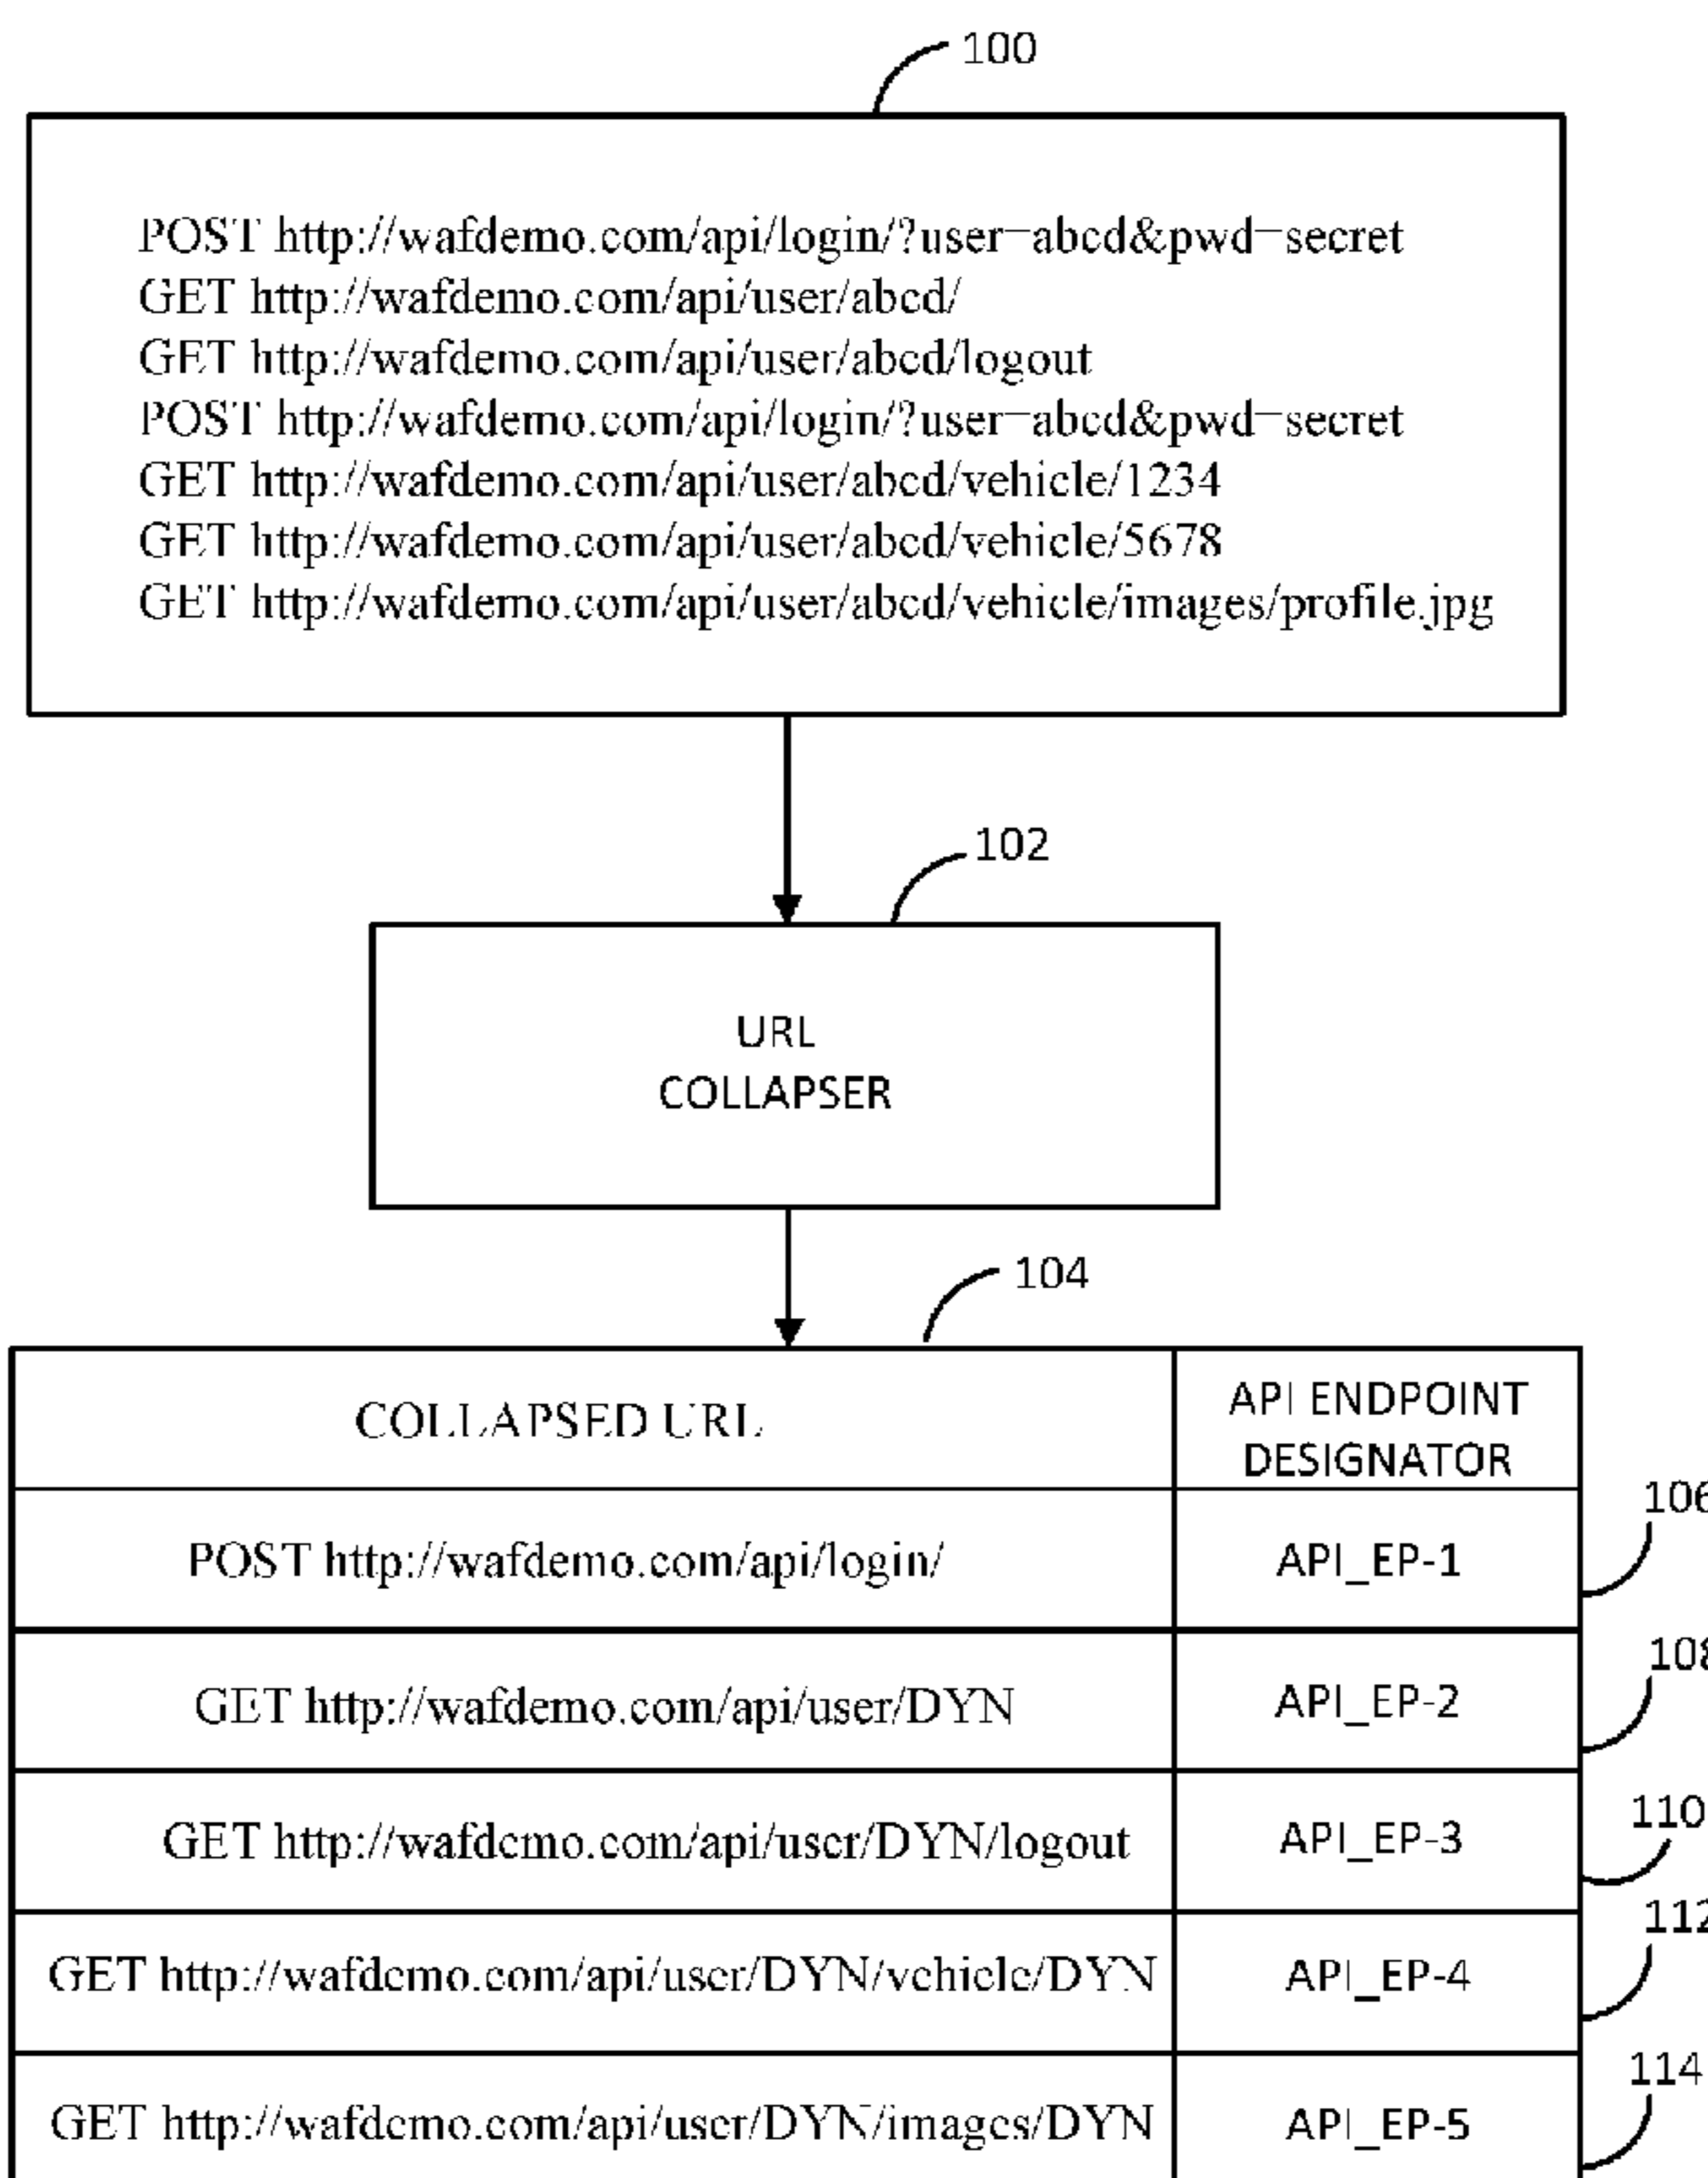 100
POST http://wafdemo.com/api/login/?user=abcd&pwd=secret
GET http://wafdemo.com/api/user/abcd/
GET http://wafdemo.com/api/user/abcd/logout
POST http://wafdemo.com/api/login/?user=abcd&pwd=secret
GET http://wafdemo.com/api/user/abcd/vehicle/1234
GET http://wafdemo.com/api/user/abcd/vehicle/5678
GET http://wafdemo.com/api/user/abcd/vehicle/images/profile.jpg
102
URL
COLLAPSER
104
COLLAPSED URL
API ENDPOINT
DESIGNATOR
106
POST http://wafdemo.com/api/login/
API_EP-1
108
GET http://wafdemo.com/api/user/DYN
API_EP-2
110
GET http://wafdemo.com/api/user/DYN/logout
API_EP-3
112
GET http://wafdemo.com/api/user/DYN/vehicle/DYN
API_EP-4
114
GET http://wafdemo.com/api/user/DYN/images/DYN
API_EP-5